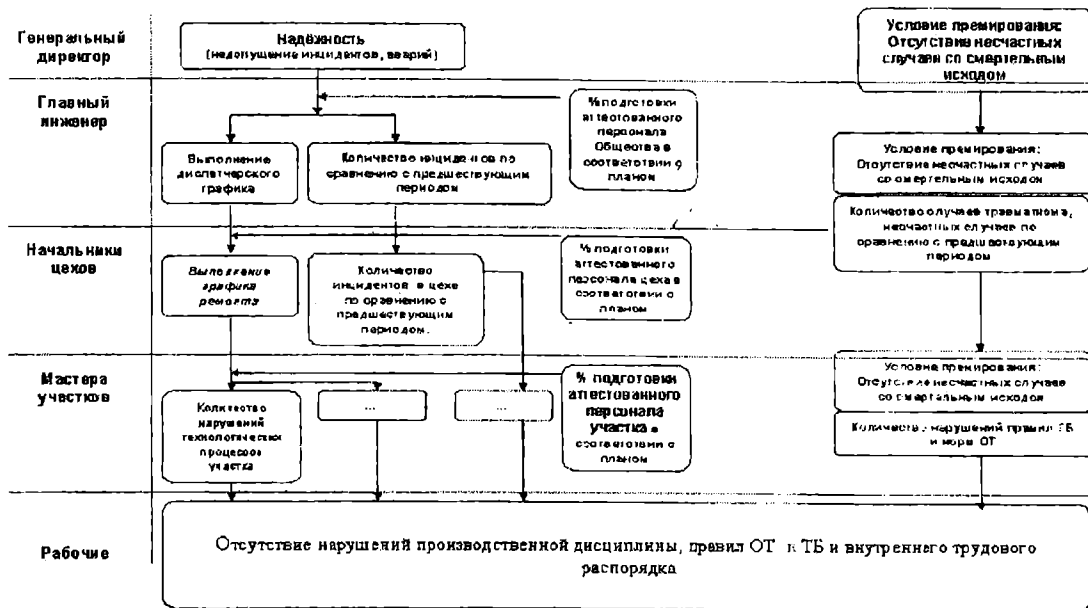 Генеральный
директор
Надёжность
(недопущение инцидентов, аварий)
Условие премирования:
Отсутствие несчастных
случаев со смертельным
исходом
Главный
инженер
% подготовки
аттестованного
персонала
Общества в
соответствии с
планом
Выполнение
диспетчерского
графика
Количество инцидентов по
сравнению с предшествующим
периодом
Условие премирования:
Отсутствие несчастных случаев
со смертельным исходом
Количество случаев травматизма,
несчастных случаев по
сравнению с предшествующим
периодом
Начальники
цехов
Выполнение
графика
ремонта
Количество
инцидентов в цехе
по сравнению с
предшествующим
периодом.
% подготовки
аттестованного
персонала цеха в
соответствии с
планом
Мастера
участков
Количество
нарушений
технологических
процессов
участка
...
...
% подготовки
аттестованного
персонала
участка в
соответствии с
планом
Условие премирования:
Отсутствие несчастных случаев
со смертельным исходом
Количество нарушений правил ТБ
и норм ОТ
Рабочие
Отсутствие нарушений производственной дисциплины, правил ОТ и ТБ и внутреннего трудового
распорядка